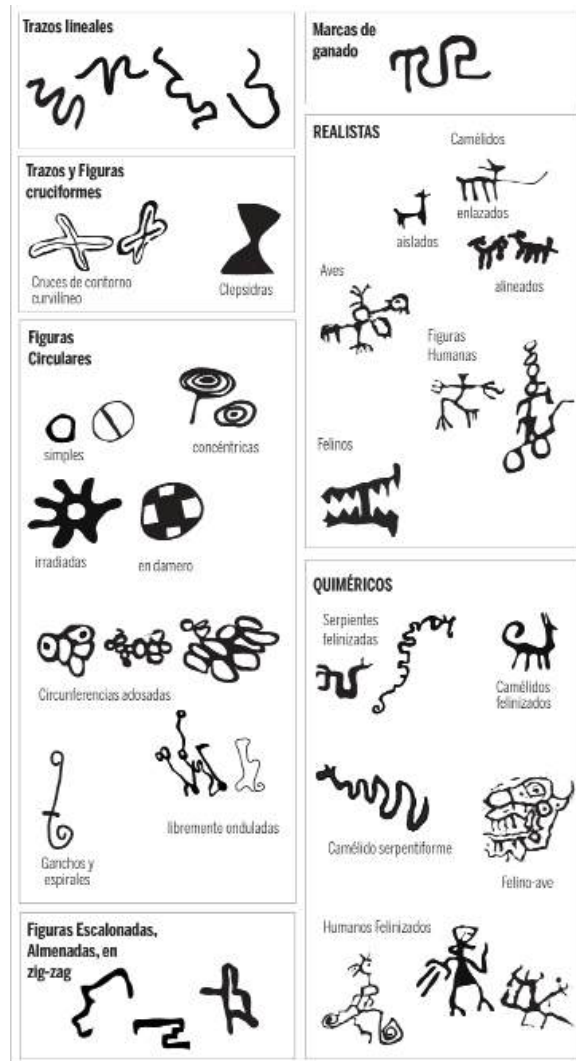 Trazos lineales
Trazos y Figuras
cruciformes
Cruces de contorno
curvilíneo
Clepsidras
Figuras
Circulares
simples
concéntricas
irradiadas
en damero
Circunferencias adosadas
Ganchos y
espirales
libremente onduladas
Figuras Escalonadas,
Almenadas, en
zig-zag
Marcas de
ganado
REALISTAS
Camélidos
enlazados
aislados
alineados
Aves
Figuras
Humanas
Felinos
QUIMÉRICOS
Serpientes
felinizadas
Camélidos
felinizados
Camélido serpentiforme
Felino-ave
Humanos Felinizados